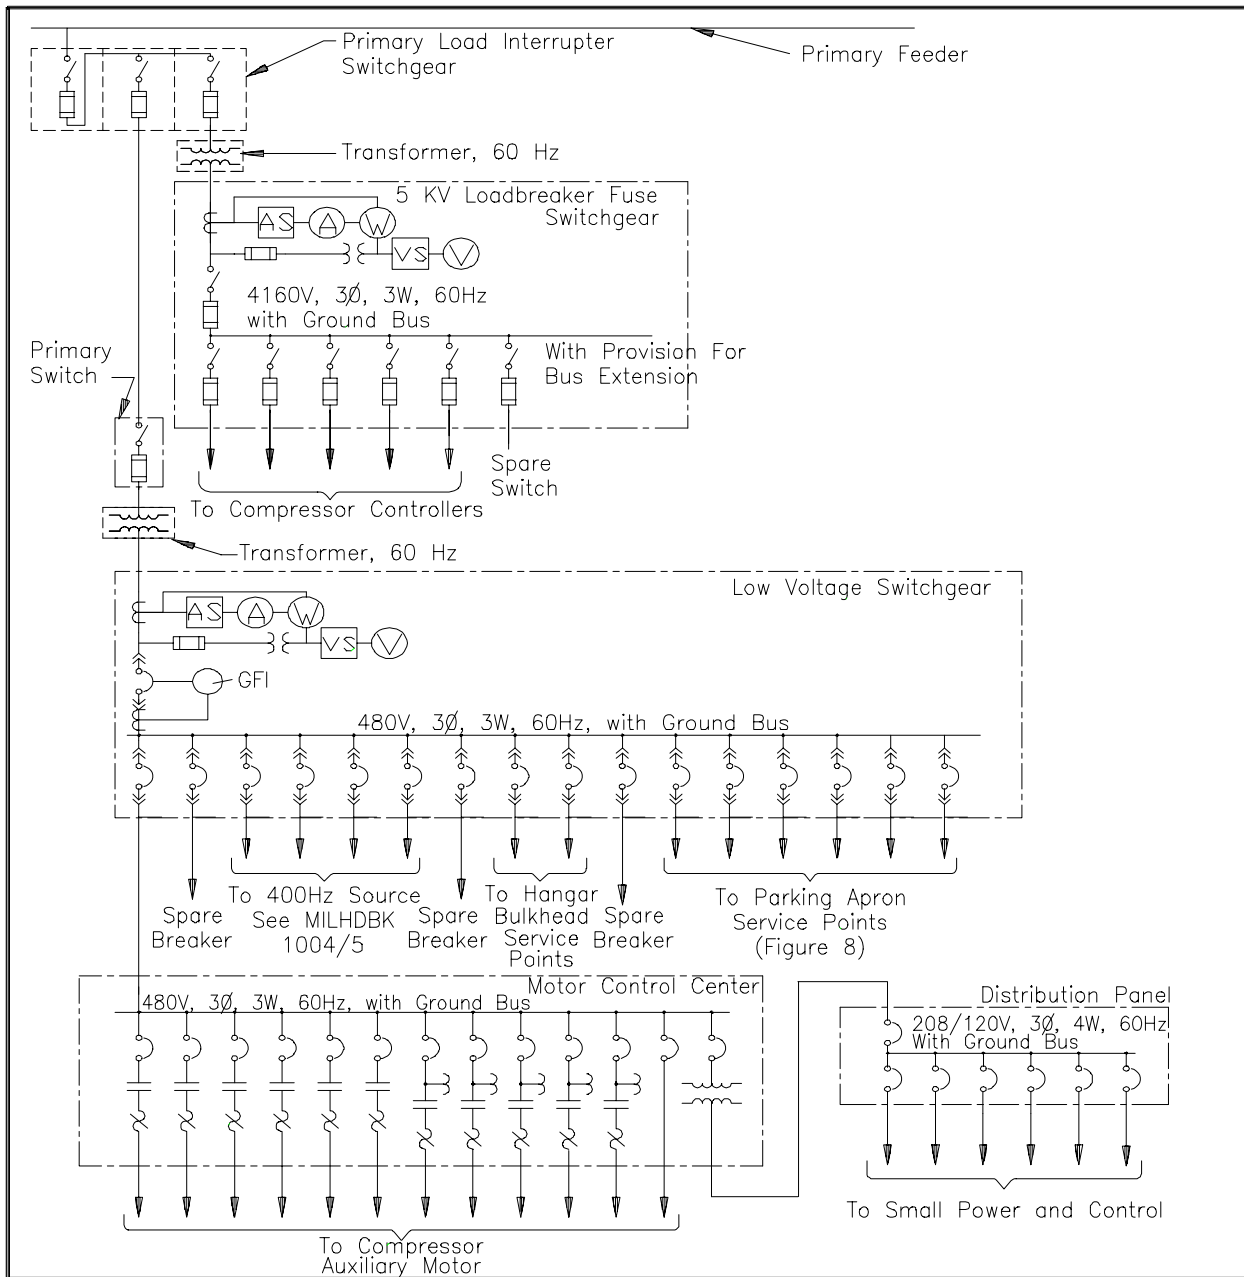 Primary Load Interrupter
Switchgear
Primary Feeder
Transformer, 60 Hz
5 KV Loadbreaker Fuse
Switchgear
AS
A
W
VS
V
4160V, 3Ø, 3W, 60Hz
with Ground Bus
With Provision For
Bus Extension
Primary
Switch
Spare
Switch
To Compressor Controllers
Transformer, 60 Hz
Low Voltage Switchgear
AS
A
W
VS
V
GFI
480V, 3Ø, 3W, 60Hz, with Ground Bus
Spare
Breaker
To 400Hz Source
See MILHDBK
1004/5
Spare
Breaker
To Hangar
Bulkhead
Service
Points
Spare
Breaker
To Parking Apron
Service Points
(Figure 8)
Motor Control Center
480V, 3Ø, 3W, 60Hz, with Ground Bus
Distribution Panel
208/120V, 3Ø, 4W, 60Hz
With Ground Bus
To Small Power and Control
To Compressor
Auxiliary Motor